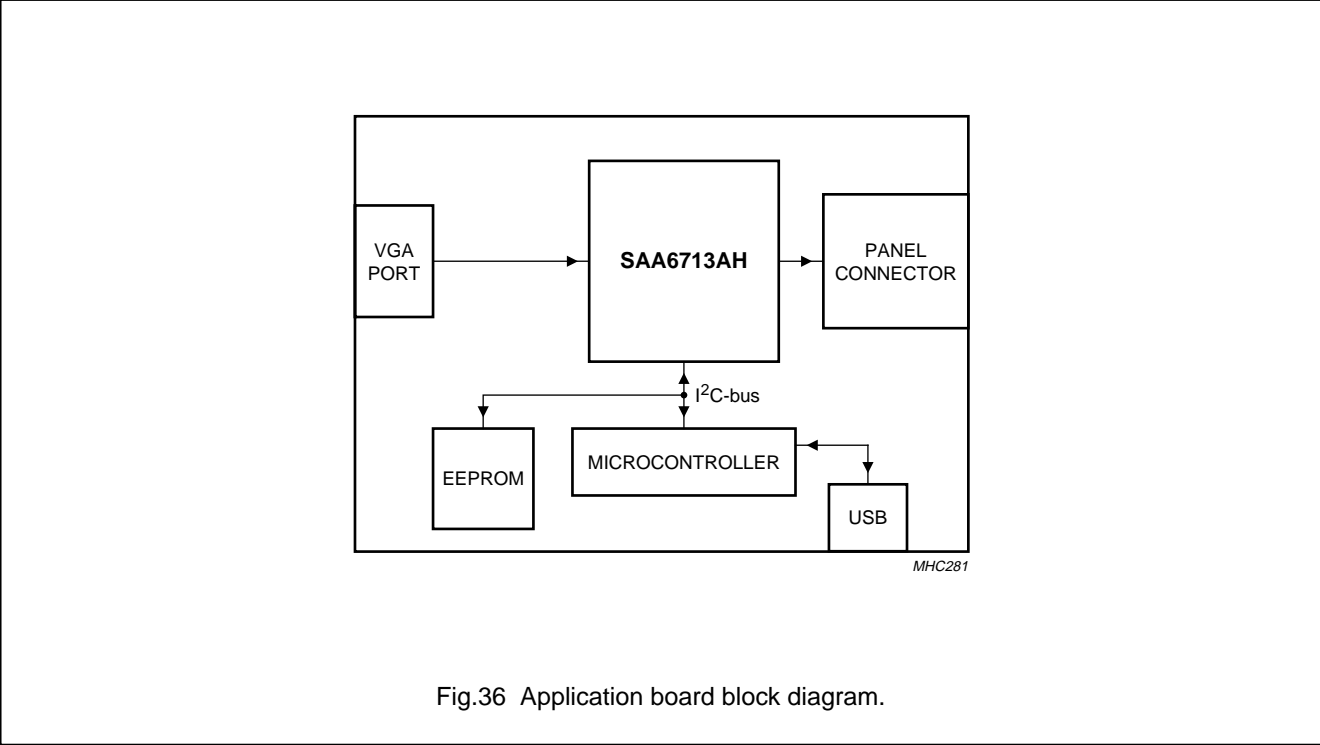 VGA
PORT
SAA6713AH
PANEL
CONNECTOR
I²C-bus
EEPROM
MICROCONTROLLER
USB
MHC281
Fig.36 Application board block diagram.